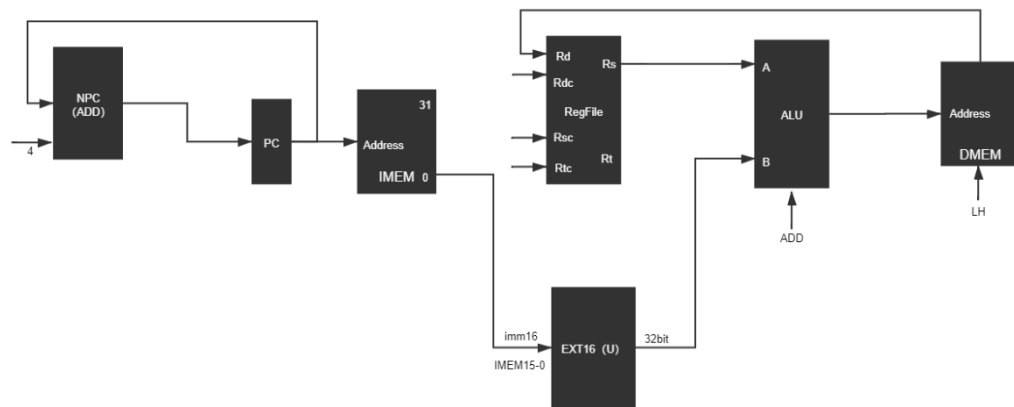 NPC
(ADD)
4
PC
31
Address
IMEM 0
Rd
Rs
Rdc
RegFile
Rsc
Rt
Rtc
A
ALU
B
ADD
Address
DMEM
LH
imm16
IMEM15-0
EXT16 (U)
32bit